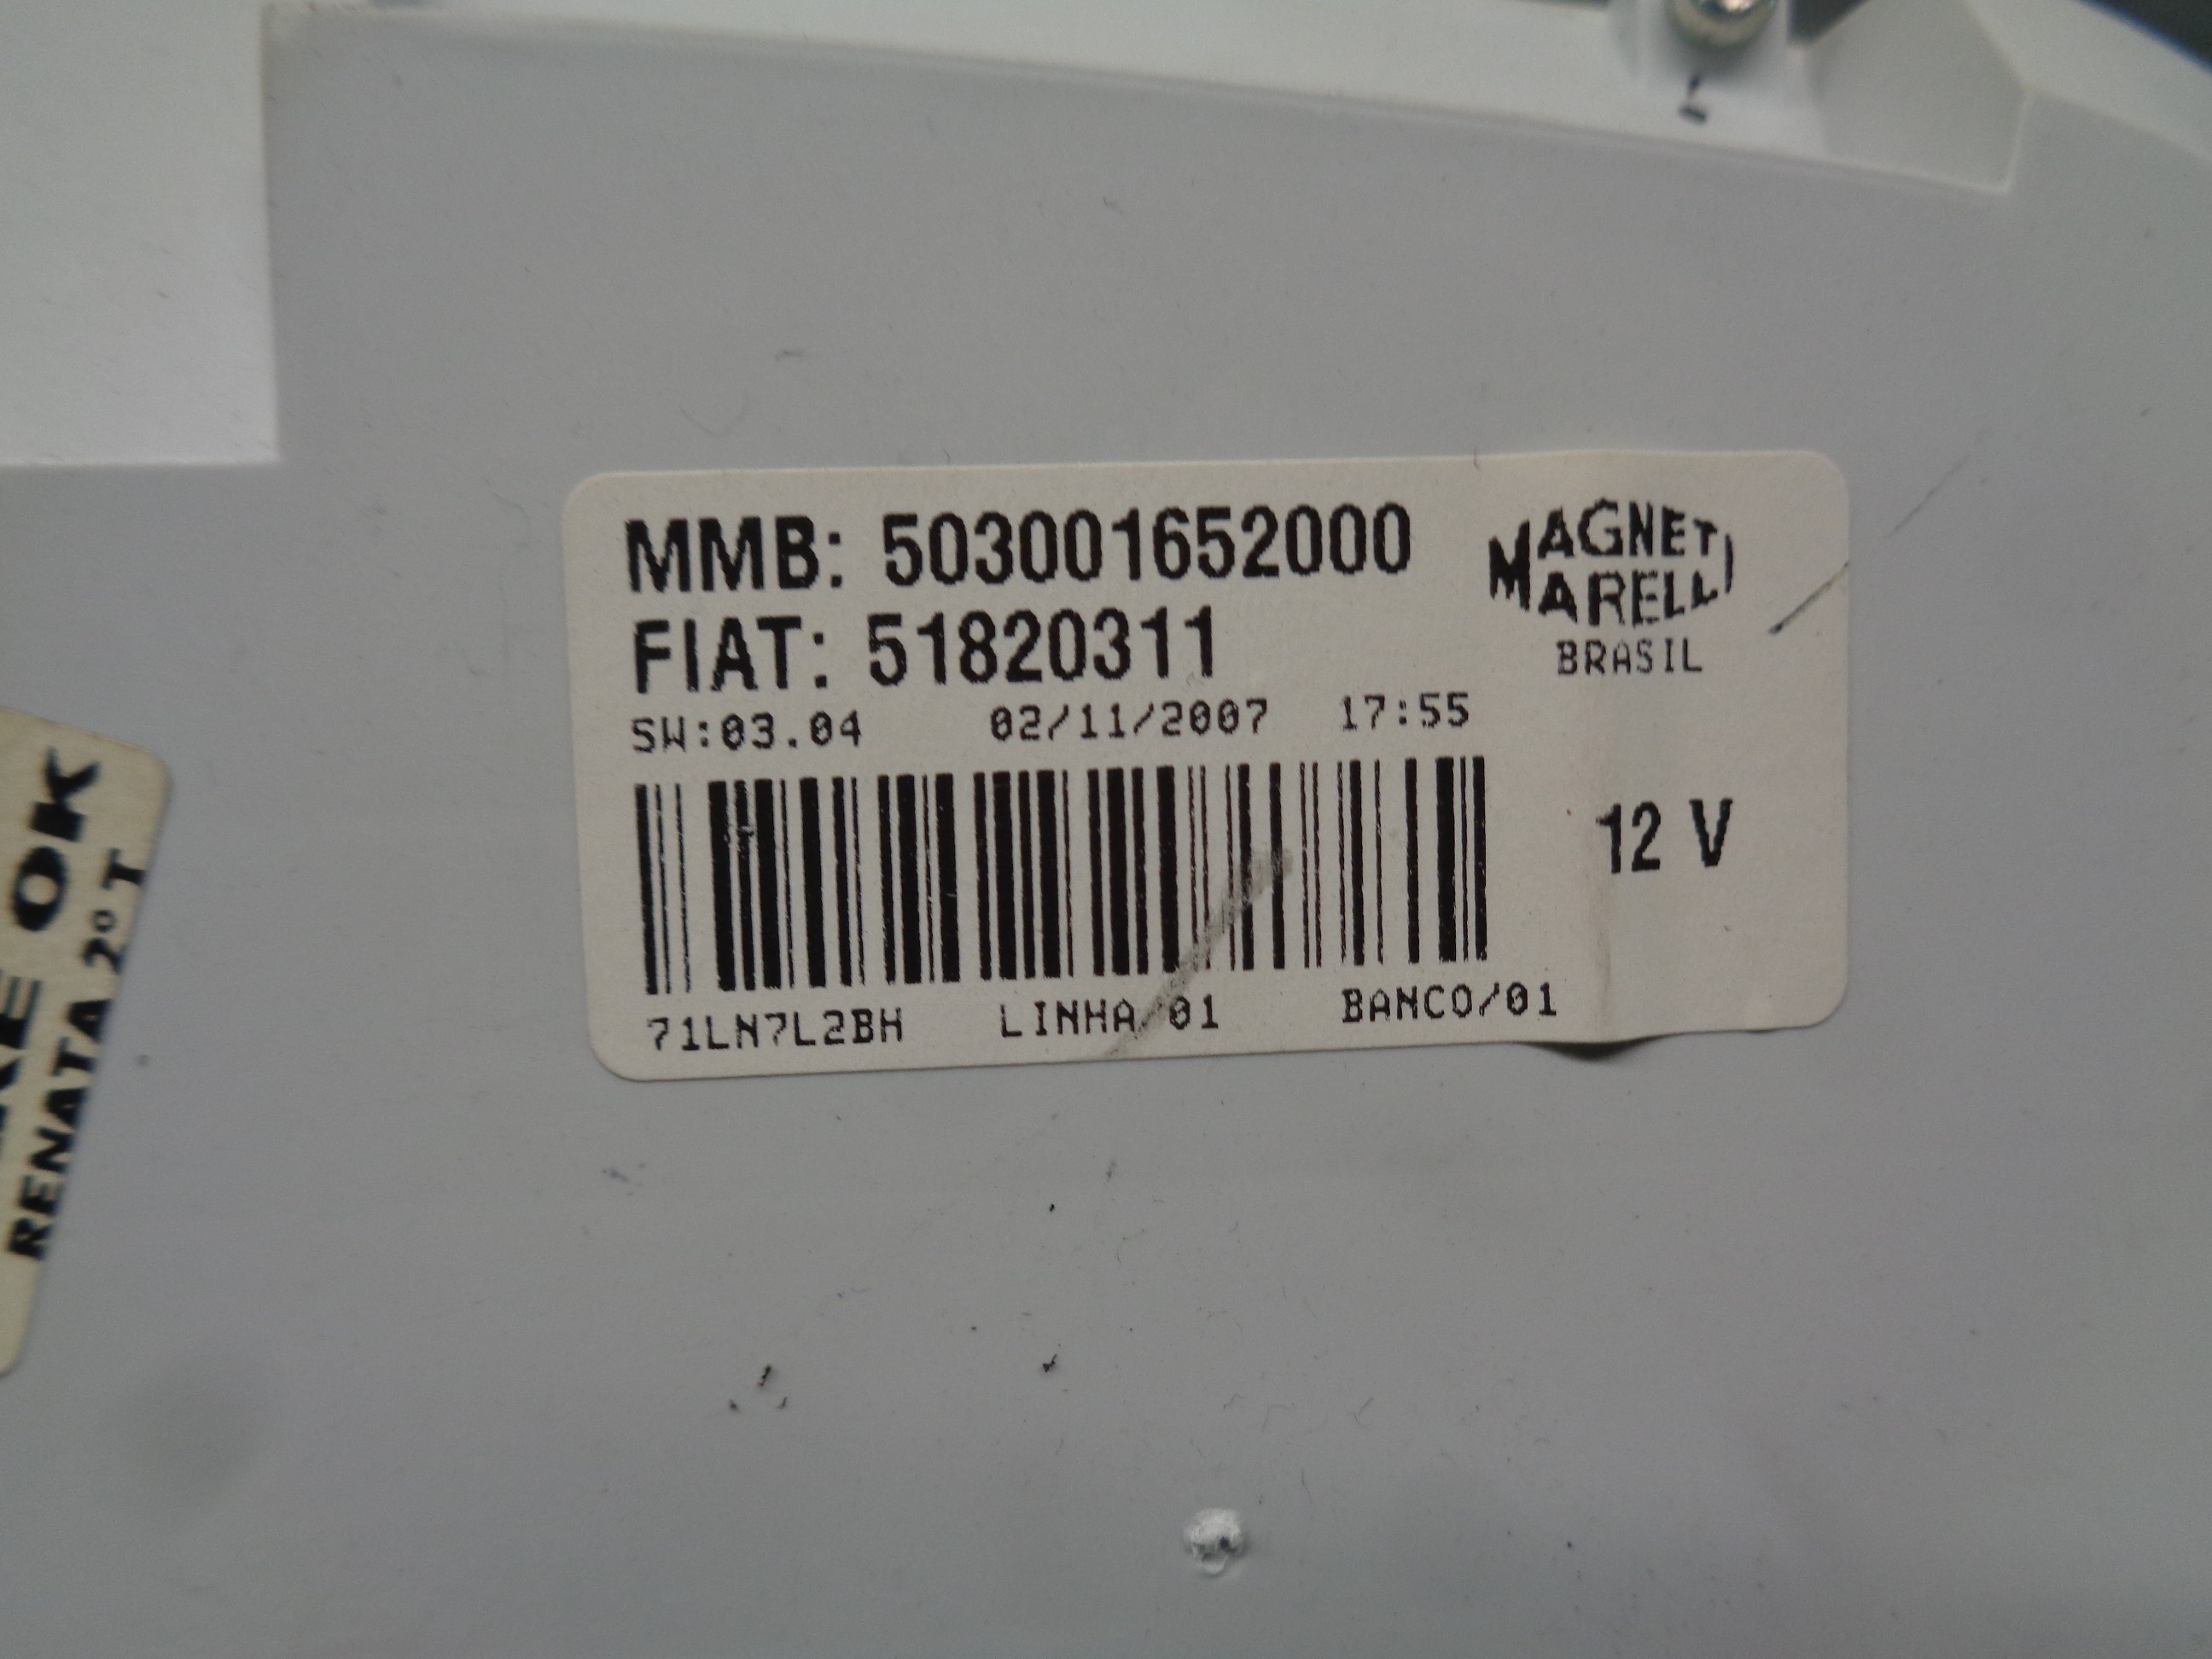 MMB: 503001652000
FIAT: 51820311
MAGNETI
MARELLI
BRASIL
SW:03.04 02/11/2007 17:55
12 V
71LN7L2BH LINHA/01 BANCO/01
OK
RENATA 2º T